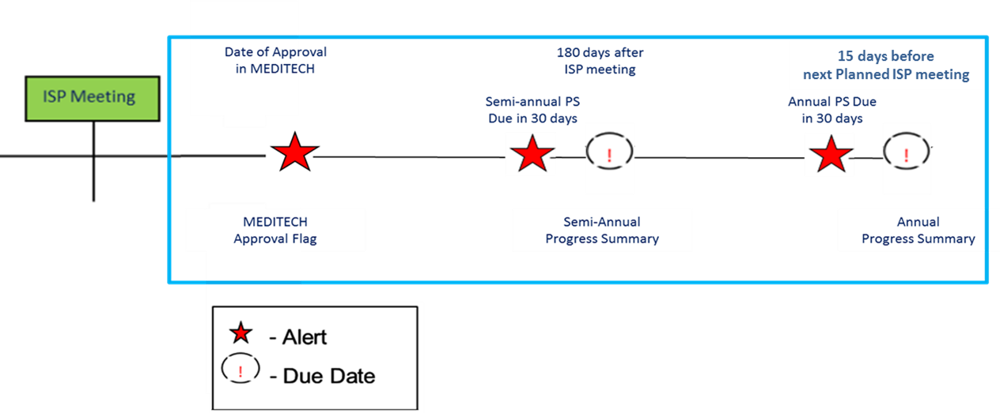 ISP Meeting
Date of Approval
in MEDITECH
180 days after
ISP meeting
15 days before
next Planned ISP meeting
Semi-annual PS
Due in 30 days
Annual PS Due
in 30 days
!
!
MEDITECH
Approval Flag
Semi-Annual
Progress Summary
Annual
Progress Summary
- Alert
! - Due Date